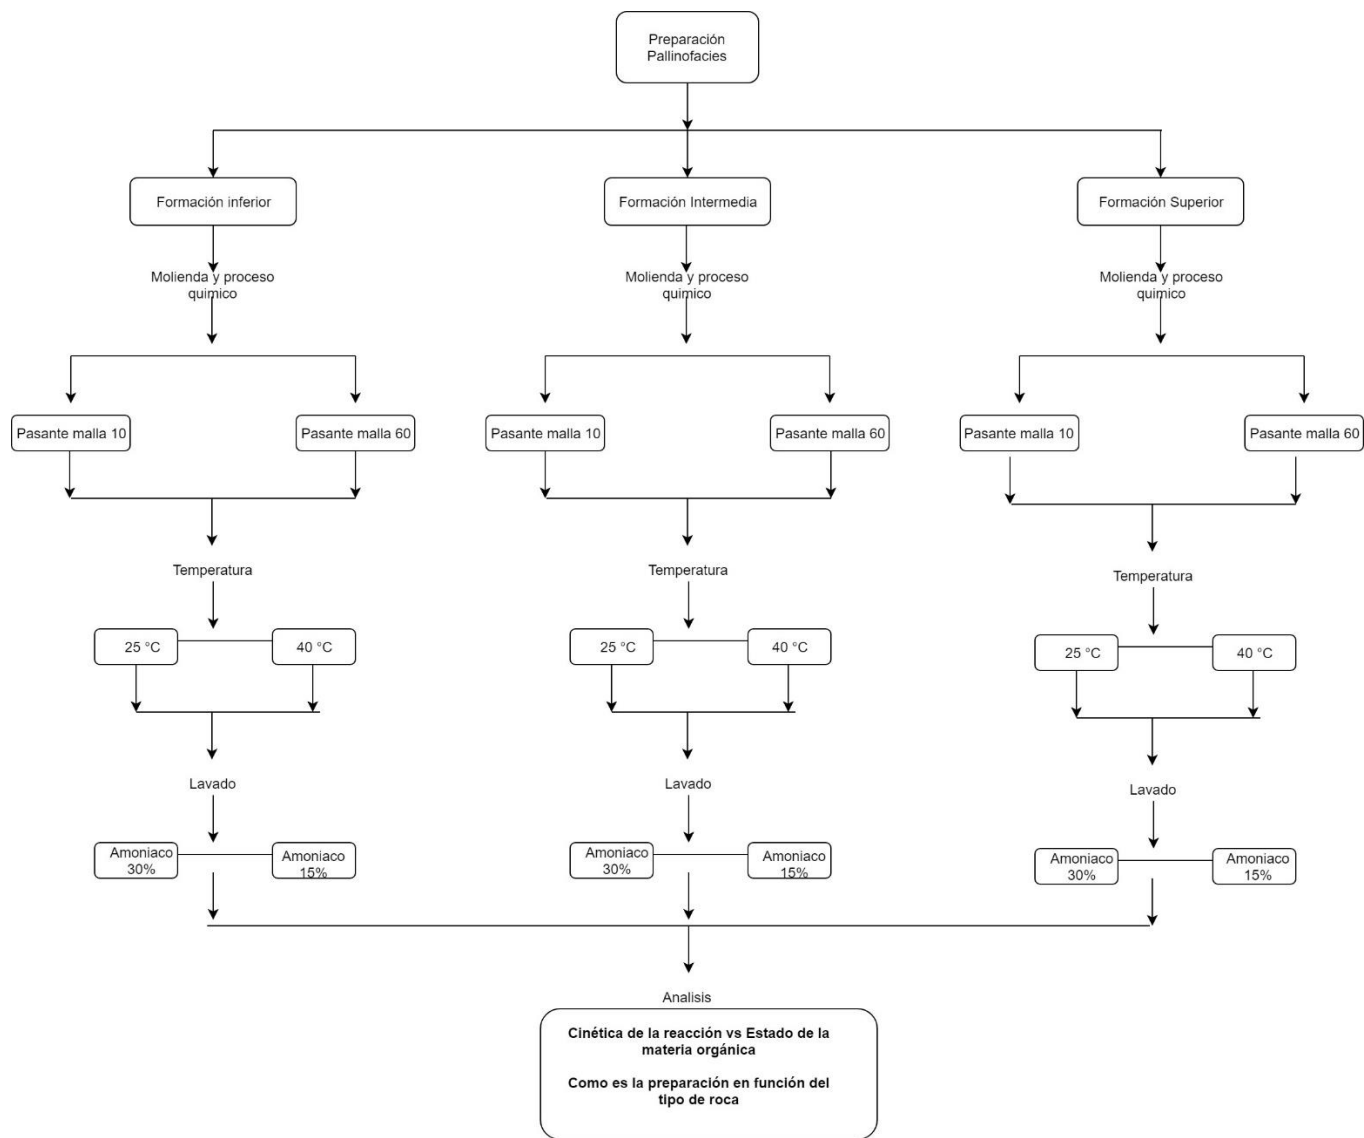 Preparación
Pallinofacies
Formación inferior
Formación Intermedia
Formación Superior
Molienda y proceso
quimico
Molienda y proceso
quimico
Molienda y proceso
quimico
Pasante malla 10
Pasante malla 60
Pasante malla 10
Pasante malla 60
Pasante malla 10
Pasante malla 60
Temperatura
Temperatura
Temperatura
25 °C
40 °C
25 °C
40 °C
25 °C
40 °C
Lavado
Lavado
Lavado
Amoniaco
30%
Amoniaco
15%
Amoniaco
30%
Amoniaco
15%
Amoniaco
30%
Amoniaco
15%
Analisis
Cinética de la reacción vs Estado de la
materia orgánica
Como es la preparación en función del
tipo de roca